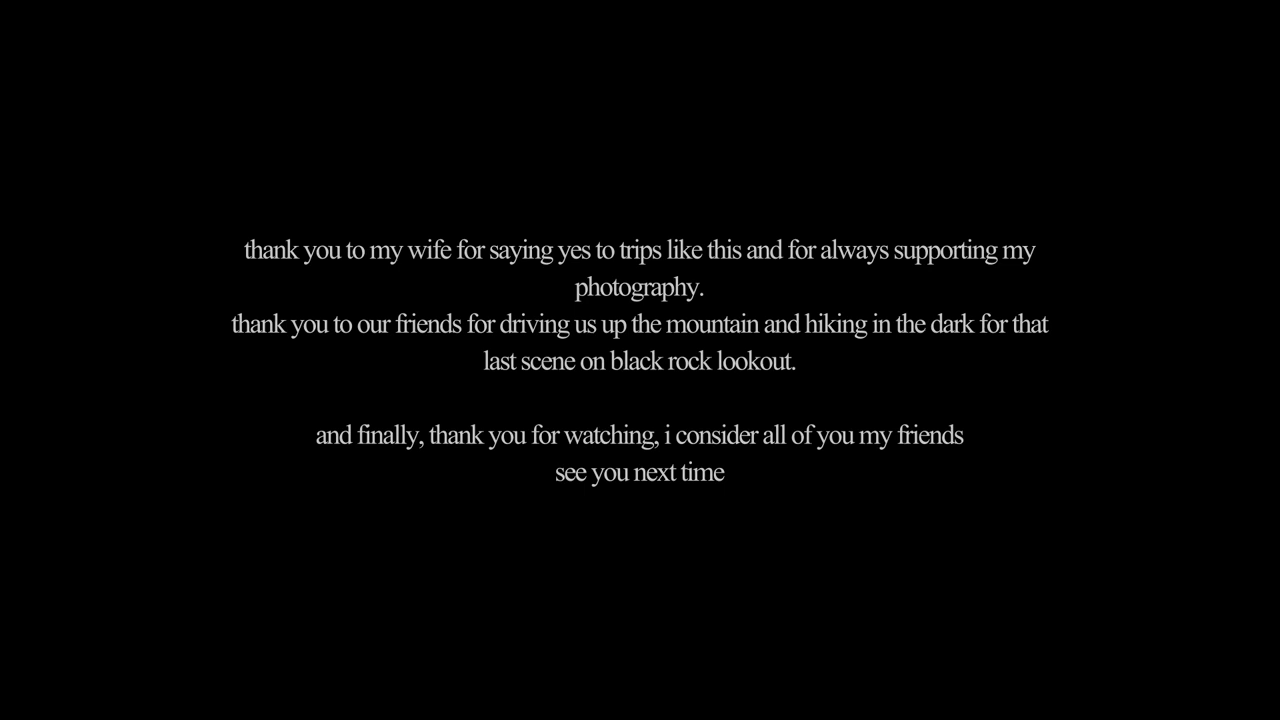 thank you to my wife for saying yes to trips like this and for always supporting my
photography.
thank you to our friends for driving us up the mountain and hiking in the dark for that
last scene on black rock lookout.
and finally, thank you for watching, i consider all of you my friends
see you next time